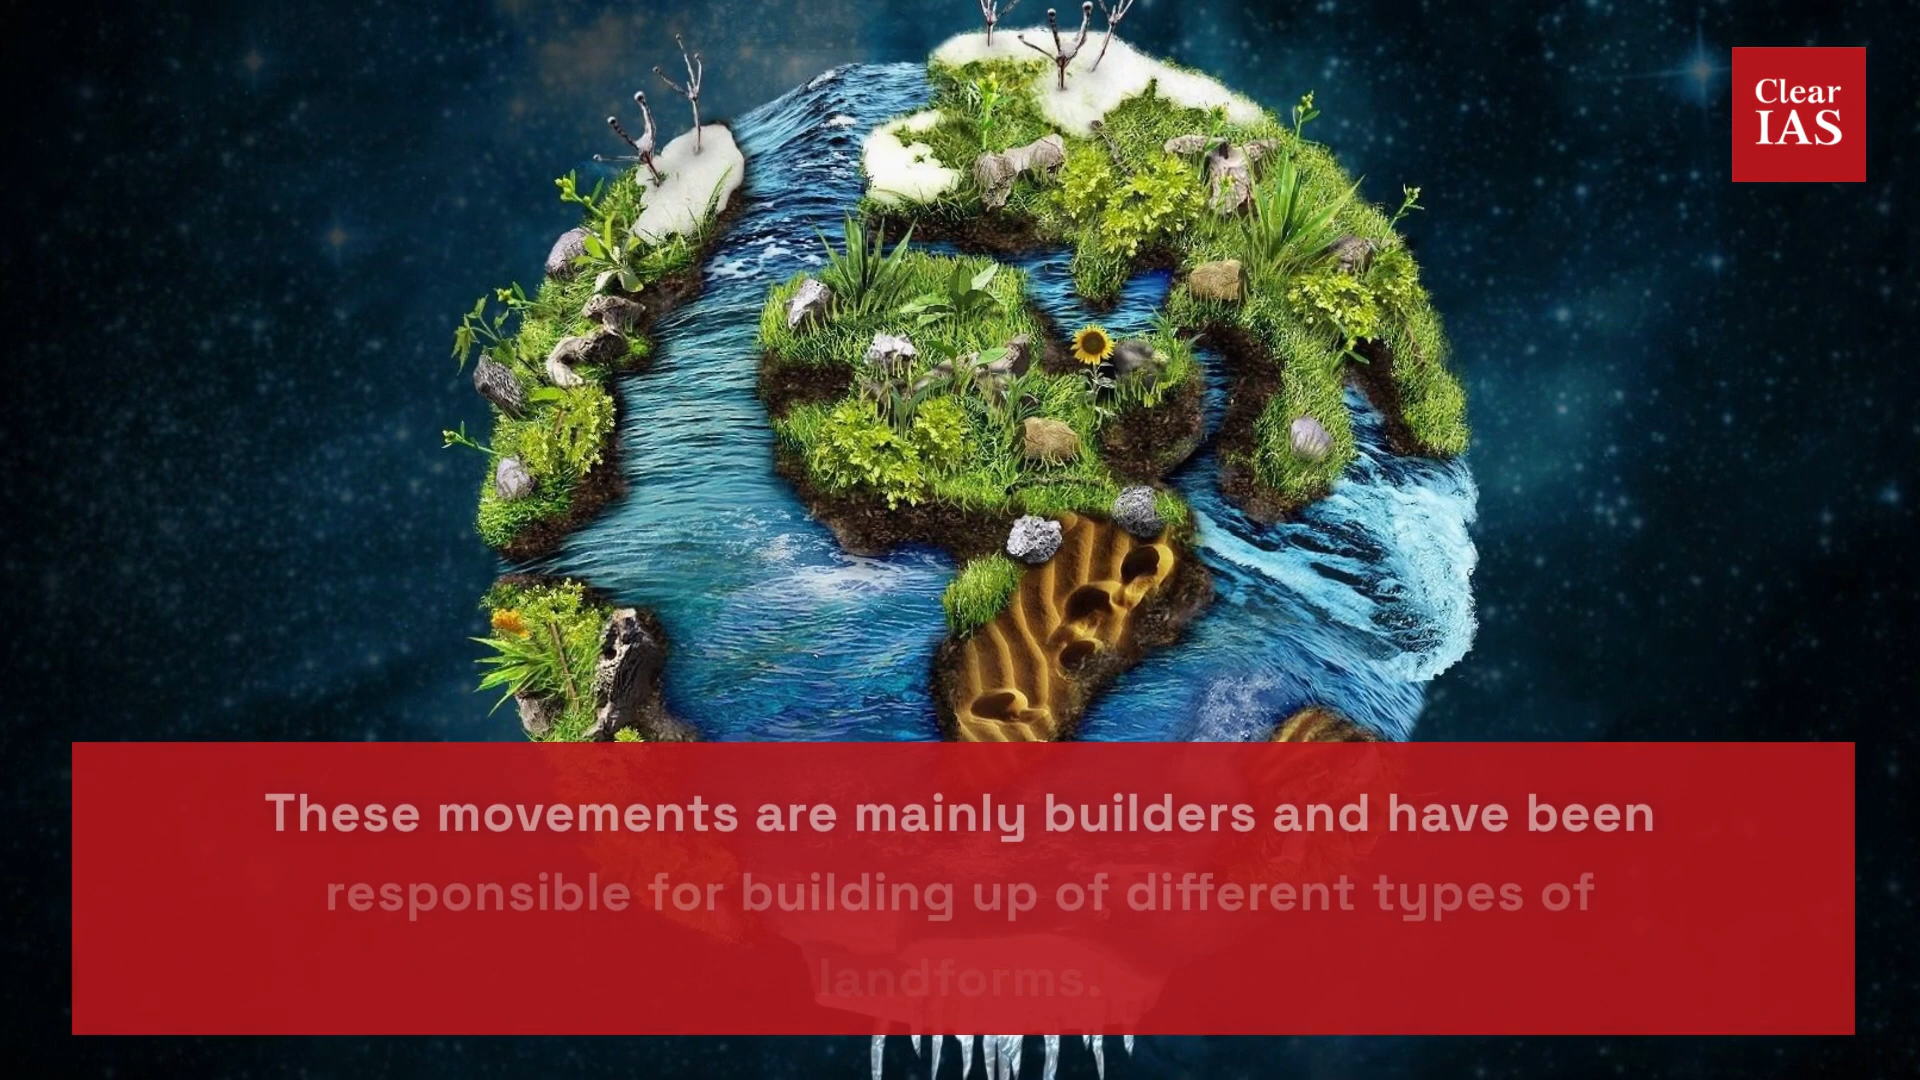 Clear
IAS
These movements are mainly builders and have been
responsible for building up of different types of
landforms.